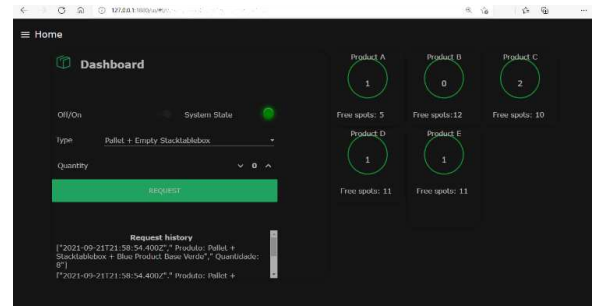 127.0.0.1
Home
Dashboard
Off/On
System State
Type
Pallet + Empty Stacktablebox
Quantity
0
REQUEST
Request history
["2021-09-21T21:58:54.400Z"," Produto: Pallet +
Stacktablebox + Blue Product Base Verde"," Quantidade:
8"]
["2021-09-21T21:58:54.400Z"," Produto: Pallet +
Product A
1
Free spots: 5
Product B
0
Free spots:12
Product C
2
Free spots: 10
Product D
1
Free spots: 11
Product E
1
Free spots: 11